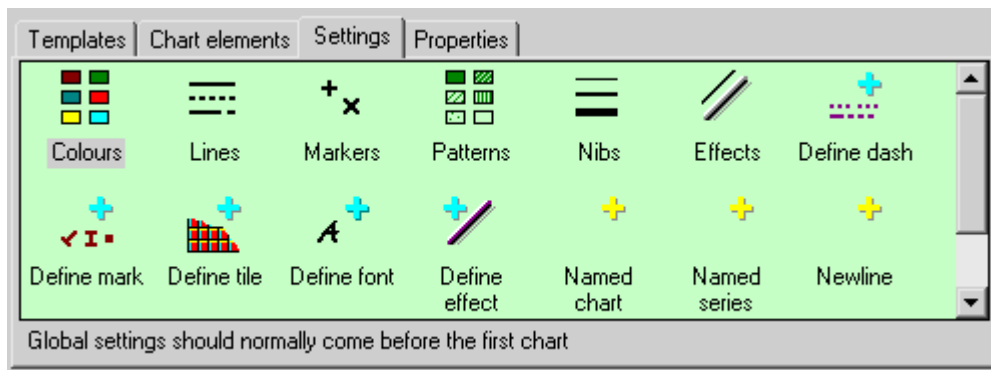 Templates Chart elements Settings Properties
Colours Lines Markers Patterns Nibs Effects Define dash
Define mark Define tile Define font Define effect Named chart Named series Newline
Global settings should normally come before the first chart